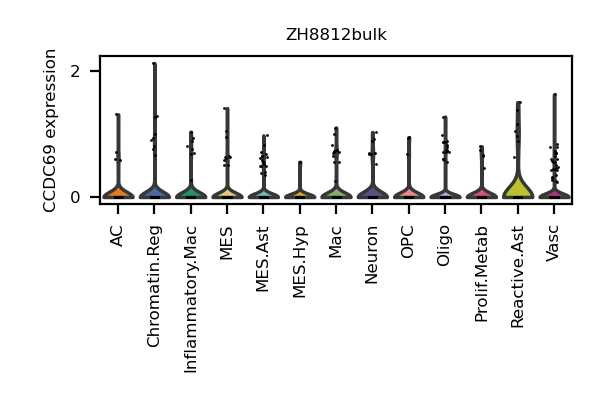 ZH8812bulk
CCDC69 expression
2
0
AC
Chromatin.Reg
Inflammatory.Mac
MES
MES.Ast
MES.Hyp
Mac
Neuron
OPC
Oligo
Prolif.Metab
Reactive.Ast
Vasc